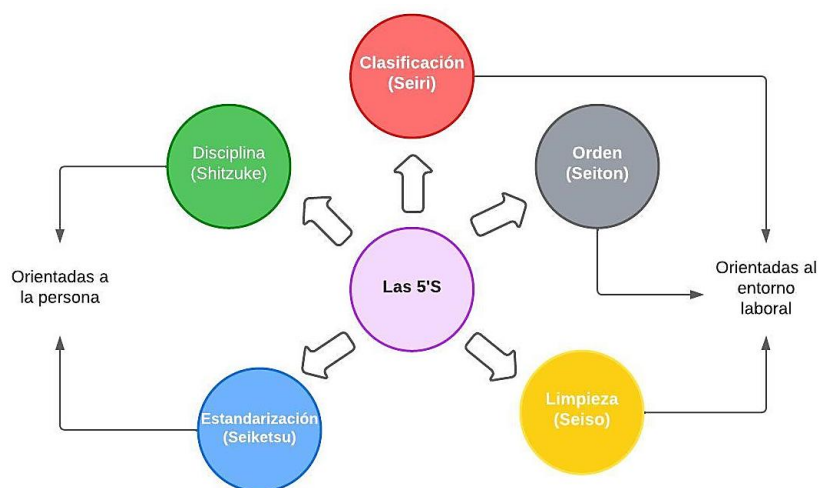 Clasificación
(Seiri)
Disciplina
(Shitzuke)
Orden
(Seiton)
Orientadas a
la persona
Las 5'S
Orientadas al
entorno
laboral
Estandarización
(Seiketsu)
Limpieza
(Seiso)